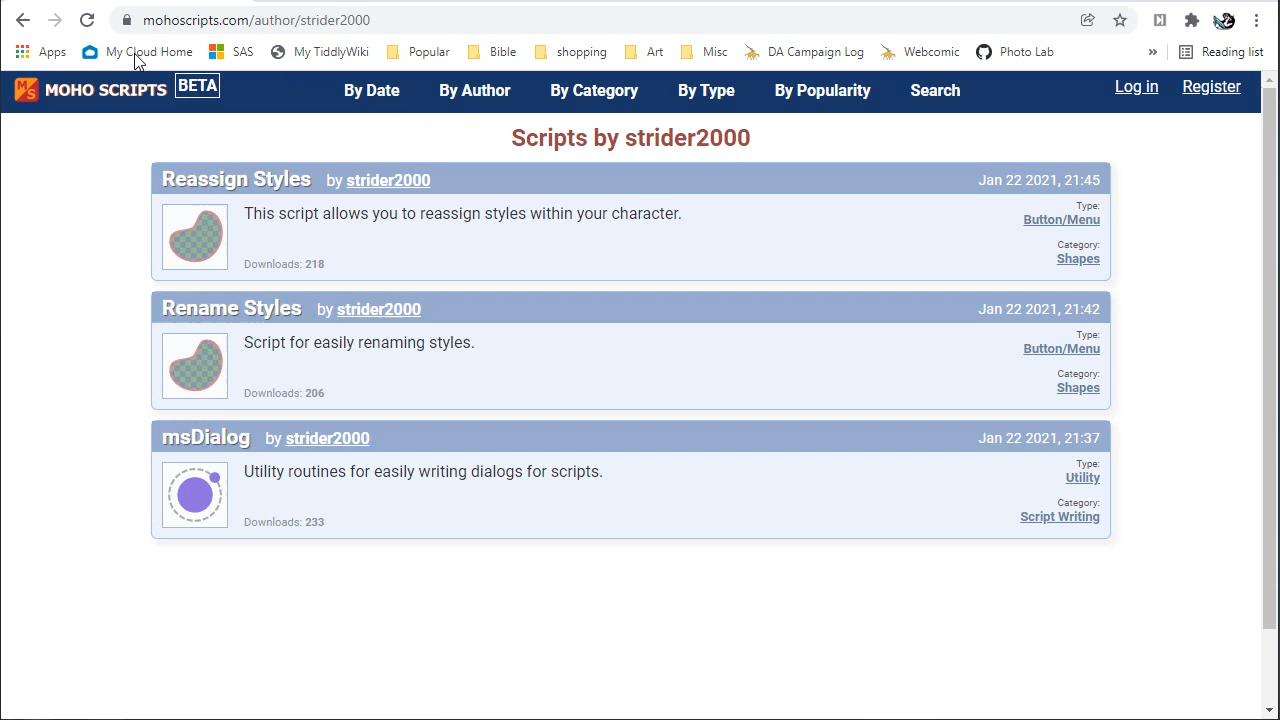 mohoscripts.com/author/strider2000
Apps My Cloud Home SAS My TiddlyWiki Popular Bible shopping Art Misc DA Campaign Log Webcomic Photo Lab » Reading list
MS MOHO SCRIPTS BETA By Date By Author By Category By Type By Popularity Search Log in Register
Scripts by strider2000
Reassign Styles by strider2000 Jan 22 2021, 21:45
This script allows you to reassign styles within your character.
Type:
Button/Menu
Category:
Shapes
Downloads: 218
Rename Styles by strider2000 Jan 22 2021, 21:42
Script for easily renaming styles.
Type:
Button/Menu
Category:
Shapes
Downloads: 206
msDialog by strider2000 Jan 22 2021, 21:37
Utility routines for easily writing dialogs for scripts.
Type:
Utility
Category:
Script Writing
Downloads: 233